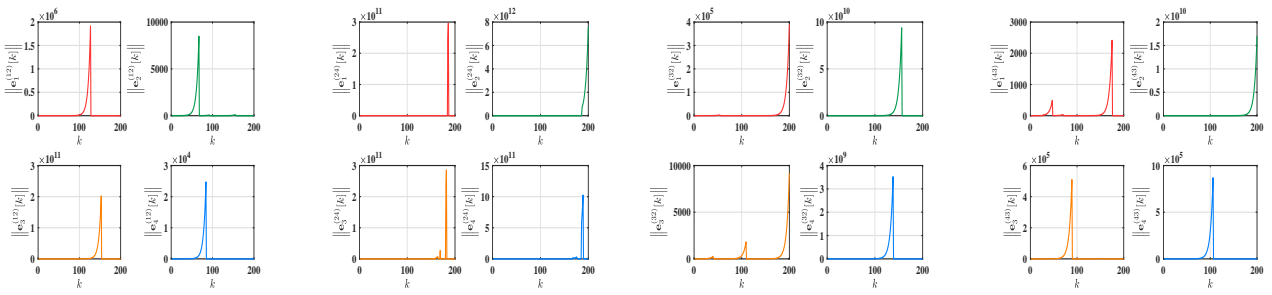 ×10^6
2
1.5
1
0.5
0
0 100 200
k
||e_1^{(12)}[k]||
10000
5000
0
0 100 200
k
||e_2^{(12)}[k]||
×10^11
3
2
1
0
0 100 200
k
||e_1^{(24)}[k]||
×10^12
8
6
4
2
0
0 100 200
k
||e_2^{(24)}[k]||
×10^5
4
3
2
1
0
0 100 200
k
||e_1^{(32)}[k]||
×10^10
10
5
0
0 100 200
k
||e_2^{(32)}[k]||
3000
2000
1000
0
0 100 200
k
||e_1^{(43)}[k]||
×10^10
2
1.5
1
0.5
0
0 100 200
k
||e_2^{(43)}[k]||
×10^11
3
2
1
0
0 100 200
k
||e_3^{(12)}[k]||
×10^4
3
2
1
0
0 100 200
k
||e_4^{(12)}[k]||
×10^11
3
2
1
0
0 100 200
k
||e_3^{(24)}[k]||
×10^11
15
10
5
0
0 100 200
k
||e_4^{(24)}[k]||
10000
5000
0
0 100 200
k
||e_3^{(32)}[k]||
×10^9
4
3
2
1
0
0 100 200
k
||e_4^{(32)}[k]||
×10^5
6
4
2
0
0 100 200
k
||e_3^{(43)}[k]||
×10^5
10
5
0
0 100 200
k
||e_4^{(43)}[k]||